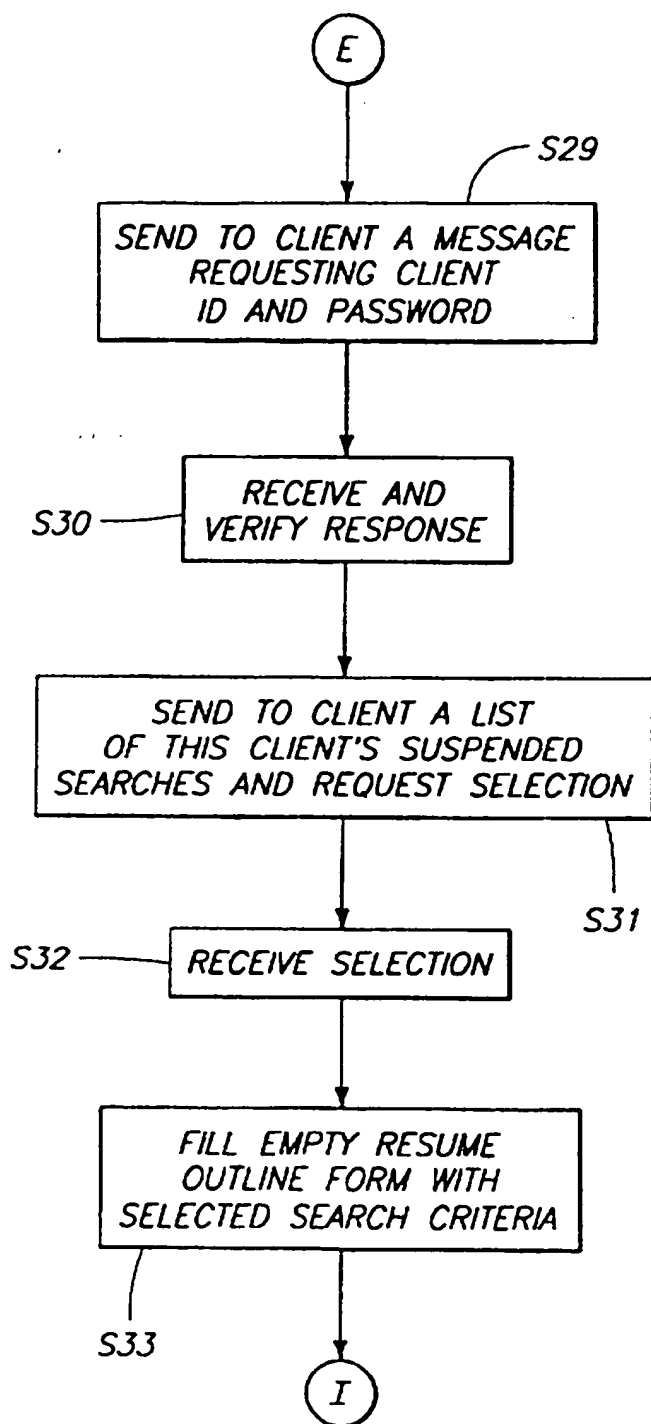 E
S29
SEND TO CLIENT A MESSAGE
REQUESTING CLIENT
ID AND PASSWORD
S30
RECEIVE AND
VERIFY RESPONSE
SEND TO CLIENT A LIST
OF THIS CLIENT'S SUSPENDED
SEARCHES AND REQUEST SELECTION
S31
S32
RECEIVE SELECTION
FILL EMPTY RESUME
OUTLINE FORM WITH
SELECTED SEARCH CRITERIA
S33
I